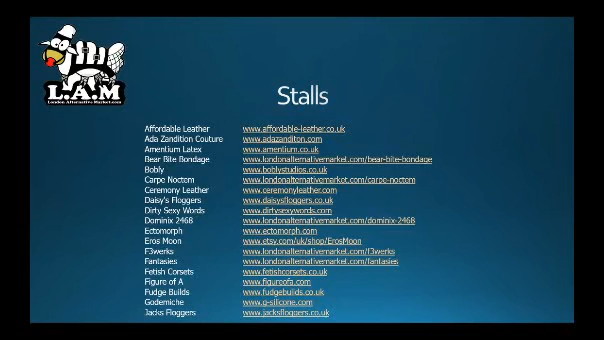 L.A.M
London Alternative Market.com
Stalls
Affordable Leather www.affordable-leather.co.uk
Ada Zandition Couture www.adazanditon.com
Amentium Latex www.amentium.co.uk
Bear Bite Bondage www.londonalternativemarket.com/bear-bite-bondage
Bobly www.boblystudios.co.uk
Carpe Noctem www.londonalternativemarket.com/carpe-noctem
Ceremony Leather www.ceremonyleather.com
Daisy's Floggers www.daisysfloggers.co.uk
Dirty Sexy Words www.dirtysexywords.com
Dominix 2468 www.londonalternativemarket.com/dominix-2468
Ectomorph www.ectomorph.com
Eros Moon www.etsy.com/uk/shop/ErosMoon
F3werks www.londonalternativemarket.com/f3werks
Fantasies www.londonalternativemarket.com/fantasies
Fetish Corsets www.fetishcorsets.co.uk
Figure of A www.figureofa.com
Fudge Builds www.fudgebuilds.co.uk
Godemiche www.g-silicone.com
Jacks Floggers www.jacksfloggers.co.uk